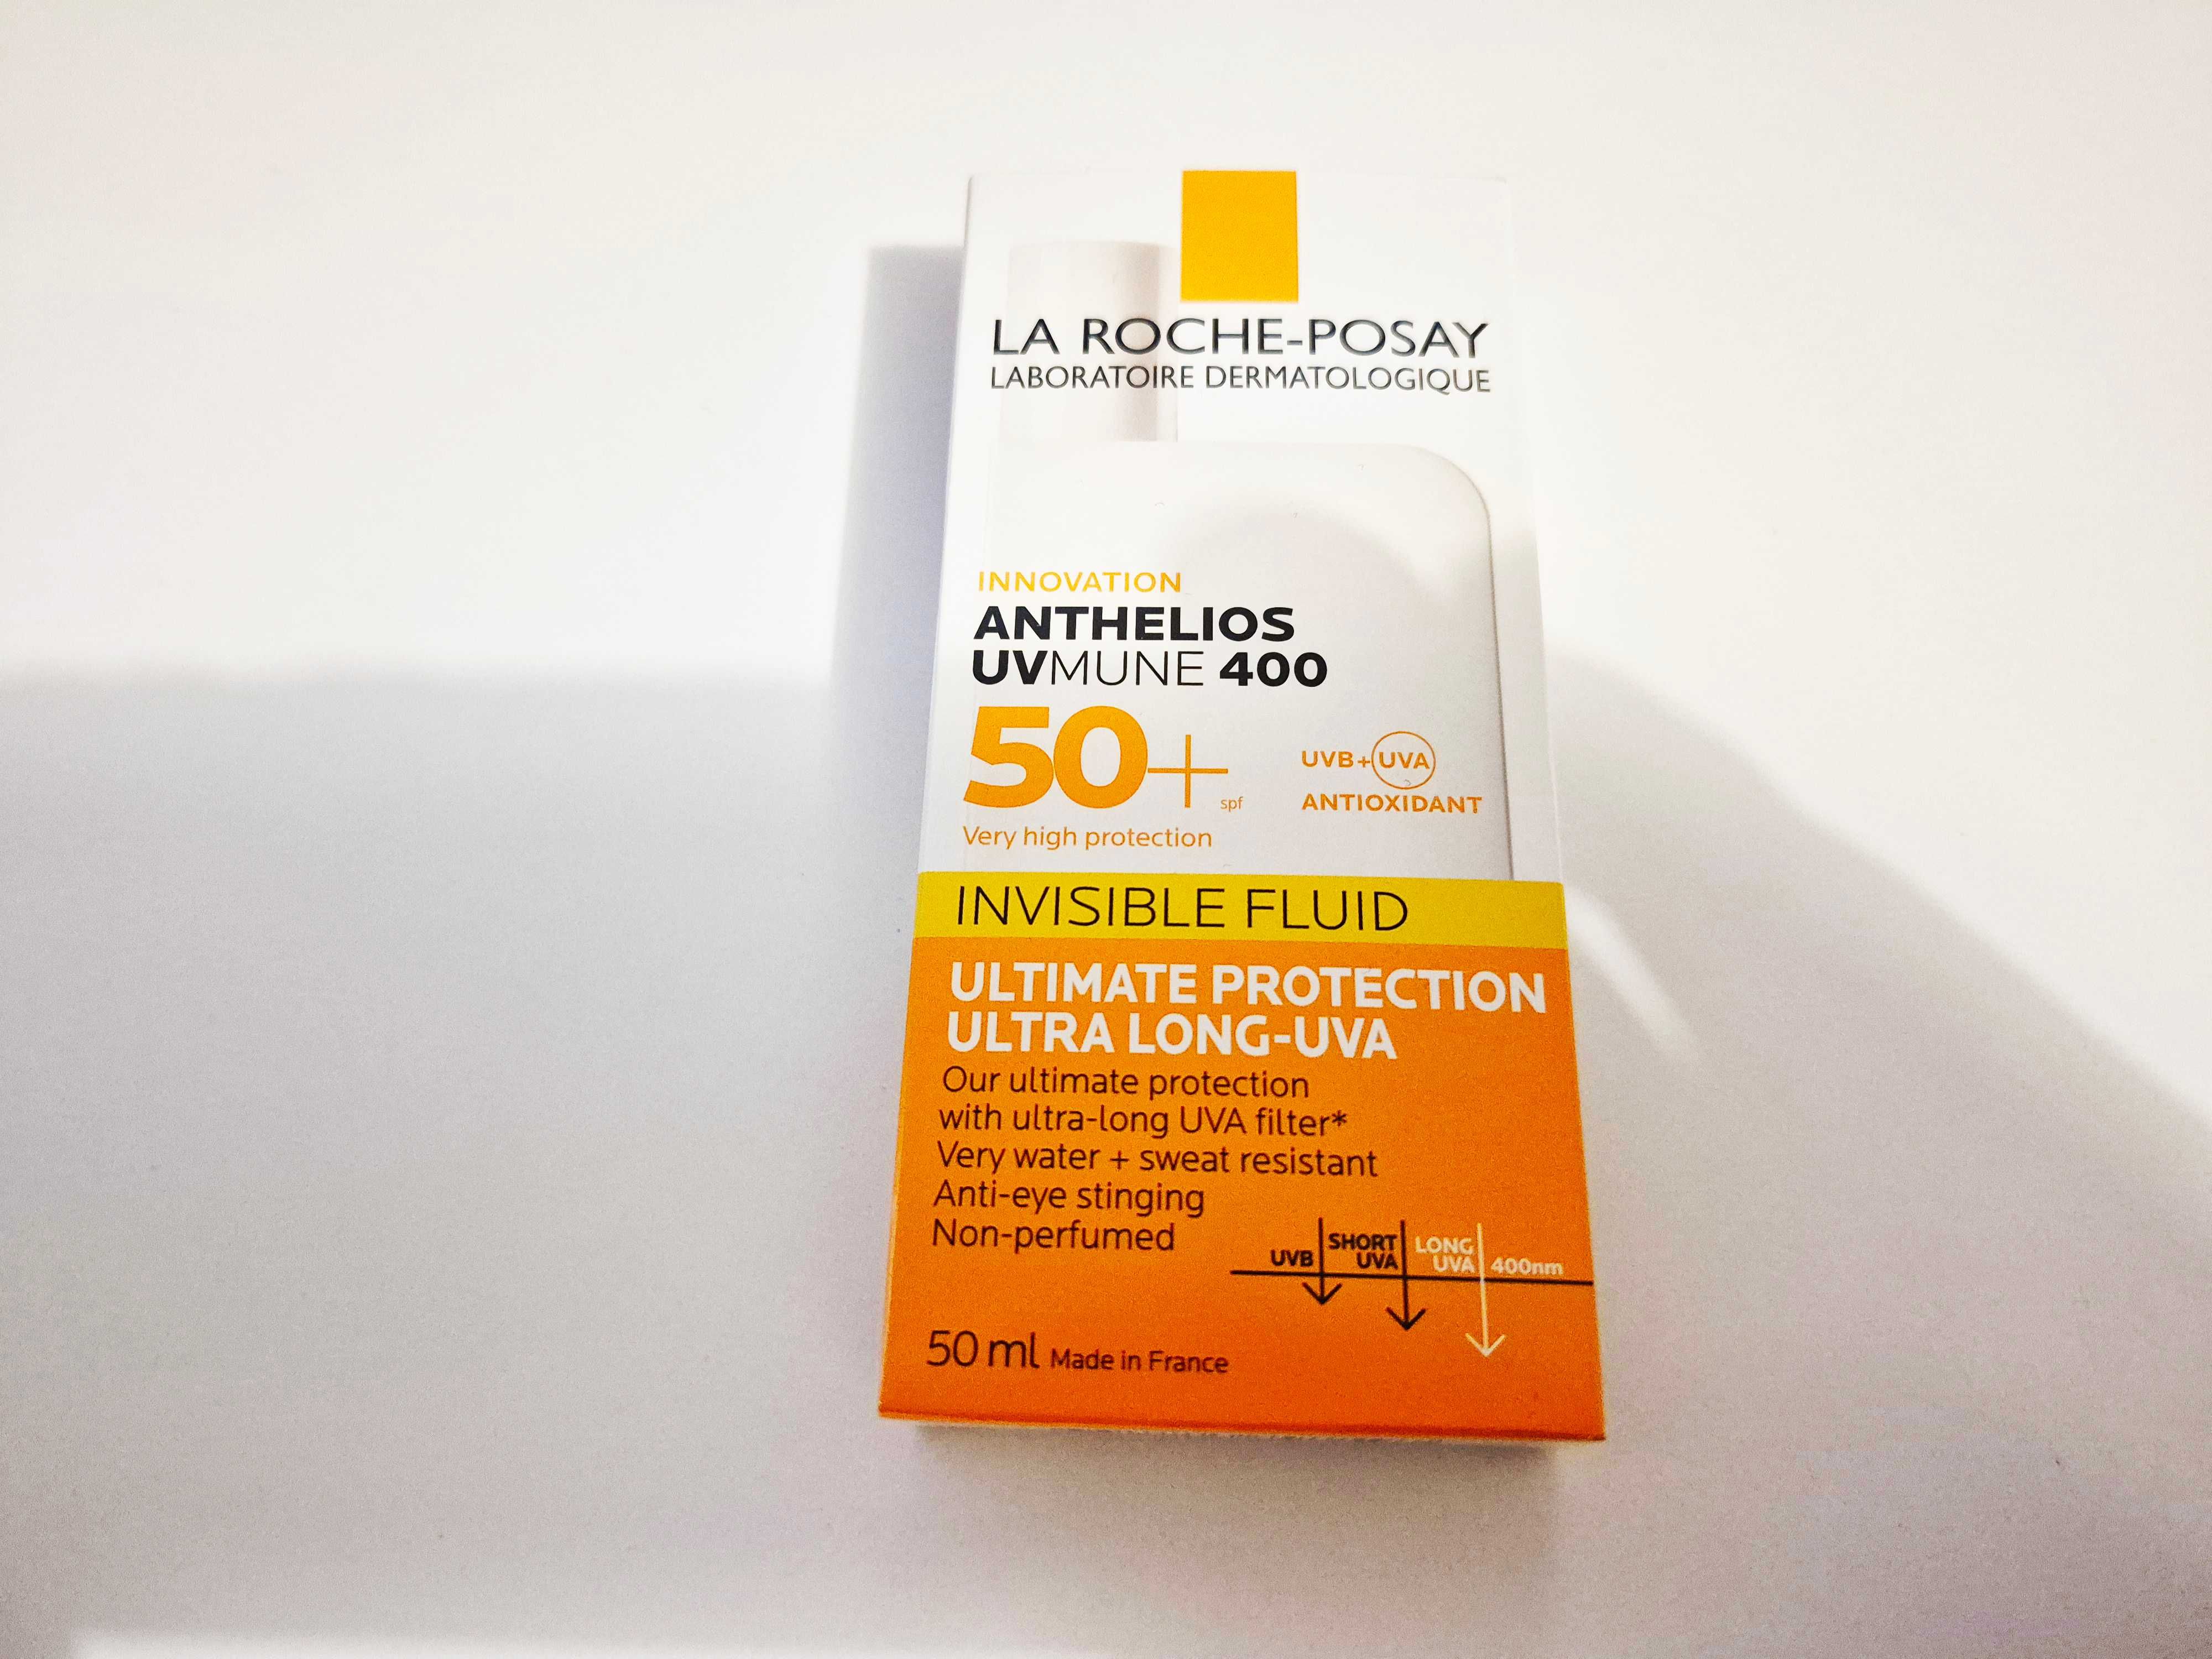 LA ROCHE-POSAY
LABORATOIRE DERMATOLOGIQUE
INNOVATION
ANTHELIOS
UVMUNE 400
50+ spf
UVB+UVA
ANTIOXIDANT
Very high protection
INVISIBLE FLUID
ULTIMATE PROTECTION
ULTRA LONG-UVA
Our ultimate protection
with ultra-long UVA filter*
Very water + sweat resistant
Anti-eye stinging
Non-perfumed
UVB
SHORT
UVA
LONG
UVA
400nm
50 ml Made in France